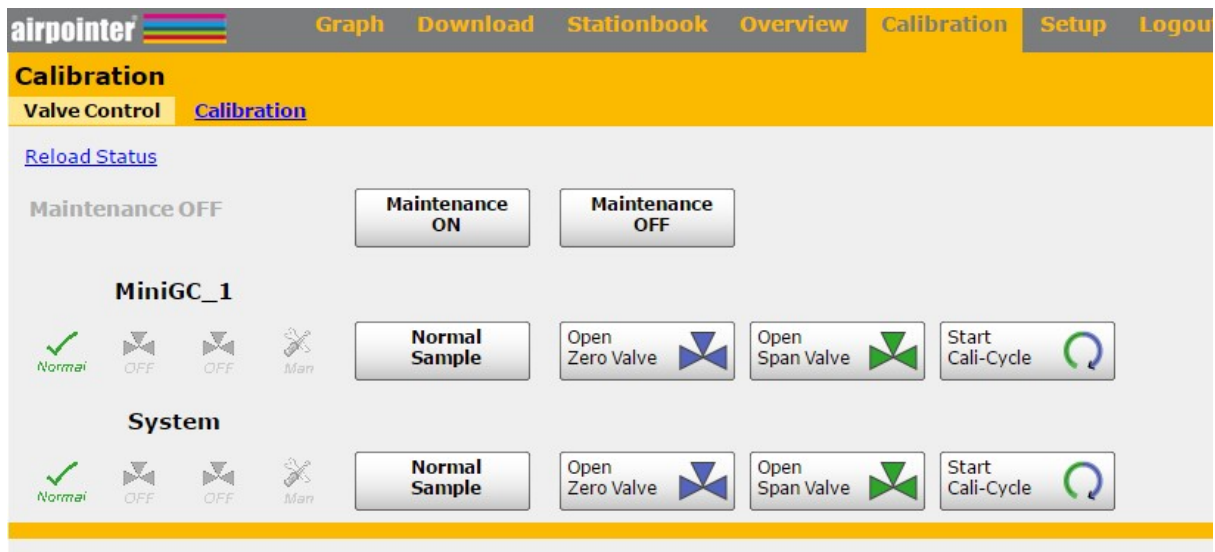 airpointer Graph Download Stationbook Overview Calibration Setup Logou
Calibration
Valve Control Calibration
Reload Status
Maintenance OFF Maintenance ON Maintenance OFF
MiniGC_1
Normal OFF OFF Man Normal Sample Open Zero Valve Open Span Valve Start Cali-Cycle
System
Normal OFF OFF Man Normal Sample Open Zero Valve Open Span Valve Start Cali-Cycle